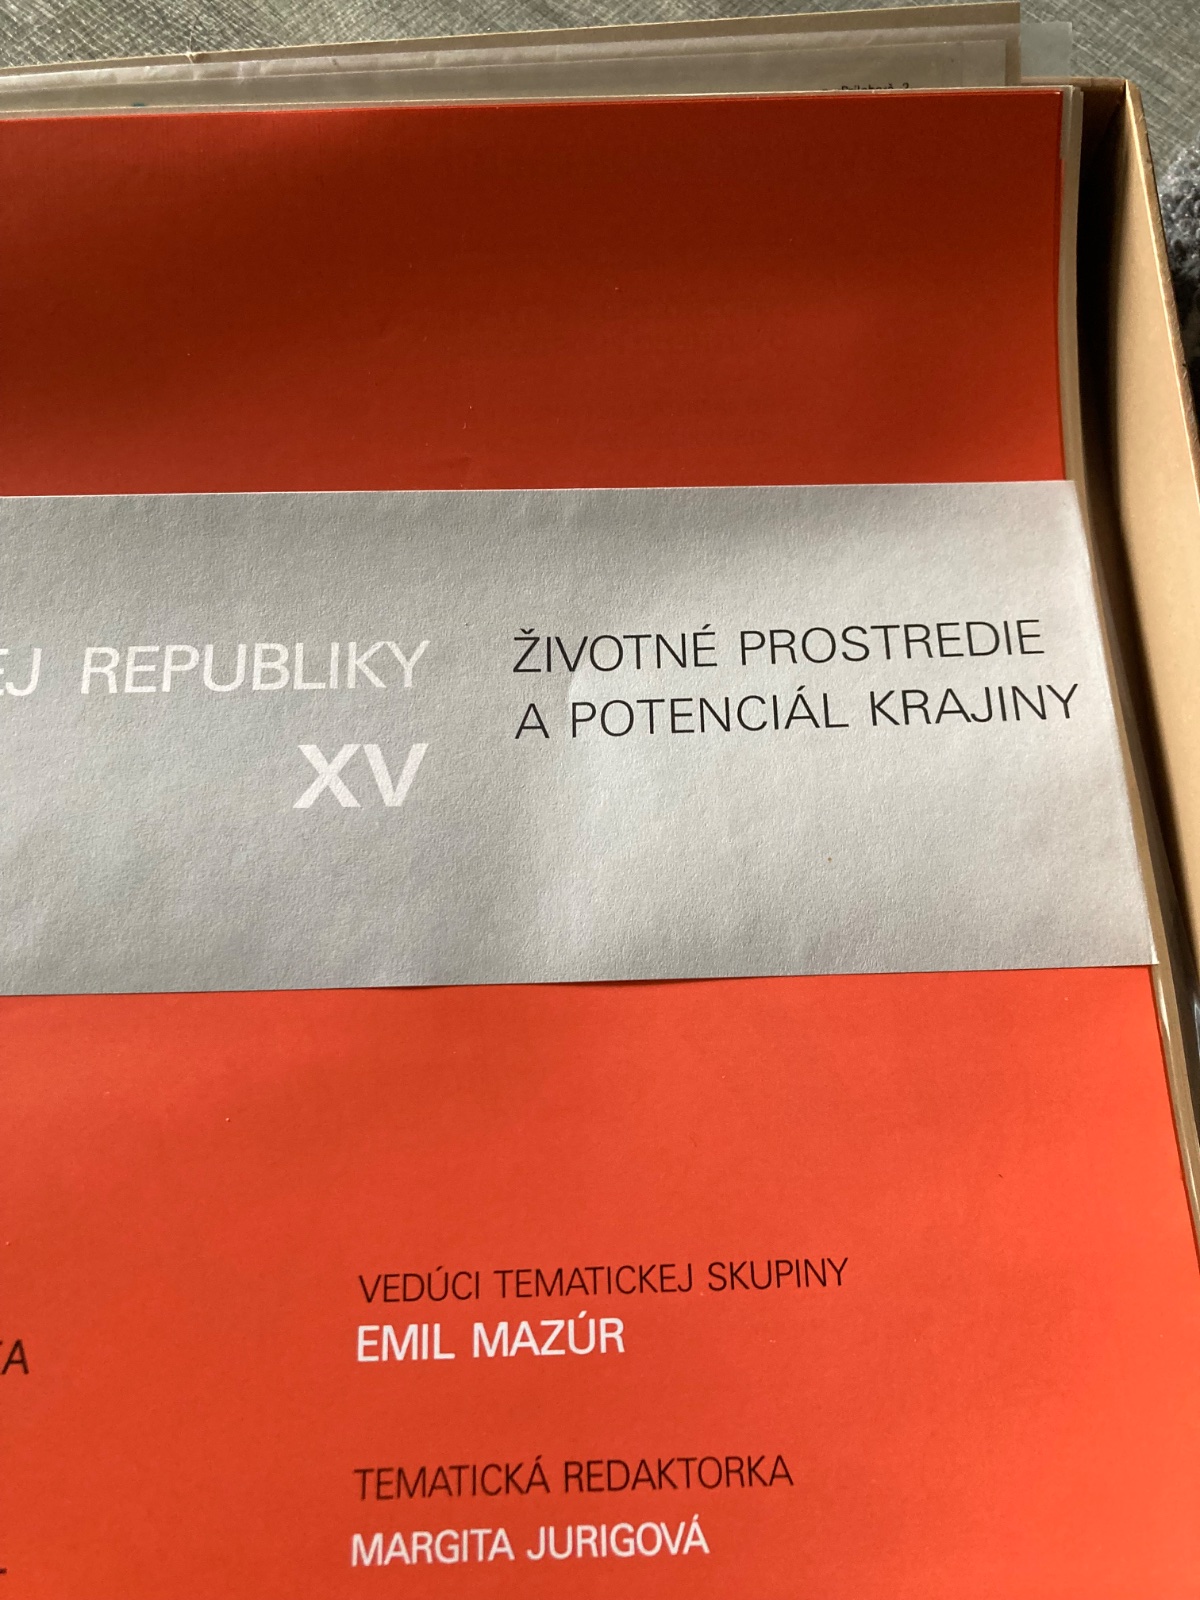 EJ REPUBLIKY
XV
ŽIVOTNÉ PROSTREDIE
A POTENCIÁL KRAJINY
VEDÚCI TEMATICKEJ SKUPINY
EMIL MAZÚR
TEMATICKÁ REDAKTORKA
MARGITA JURIGOVÁ